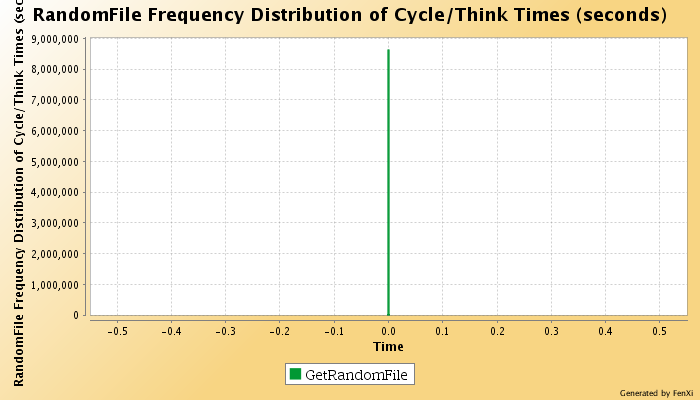 RandomFile Frequency Distribution of Cycle/Think Times (seconds)
RandomFile Frequency Distribution of Cycle/Think Times (sec
9,000,000
8,000,000
7,000,000
6,000,000
5,000,000
4,000,000
3,000,000
2,000,000
1,000,000
0
-0.5 -0.4 -0.3 -0.2 -0.1 0.0 0.1 0.2 0.3 0.4 0.5
Time
GetRandomFile
Generated by FenXi